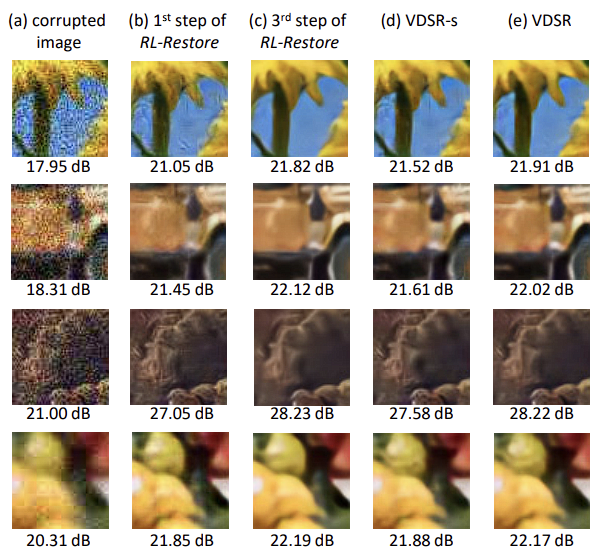 (a) corrupted image
(b) 1st step of RL-Restore
(c) 3rd step of RL-Restore
(d) VDSR-s
(e) VDSR
17.95 dB
21.05 dB
21.82 dB
21.52 dB
21.91 dB
18.31 dB
21.45 dB
22.12 dB
21.61 dB
22.02 dB
21.00 dB
27.05 dB
28.23 dB
27.58 dB
28.22 dB
20.31 dB
21.85 dB
22.19 dB
21.88 dB
22.17 dB